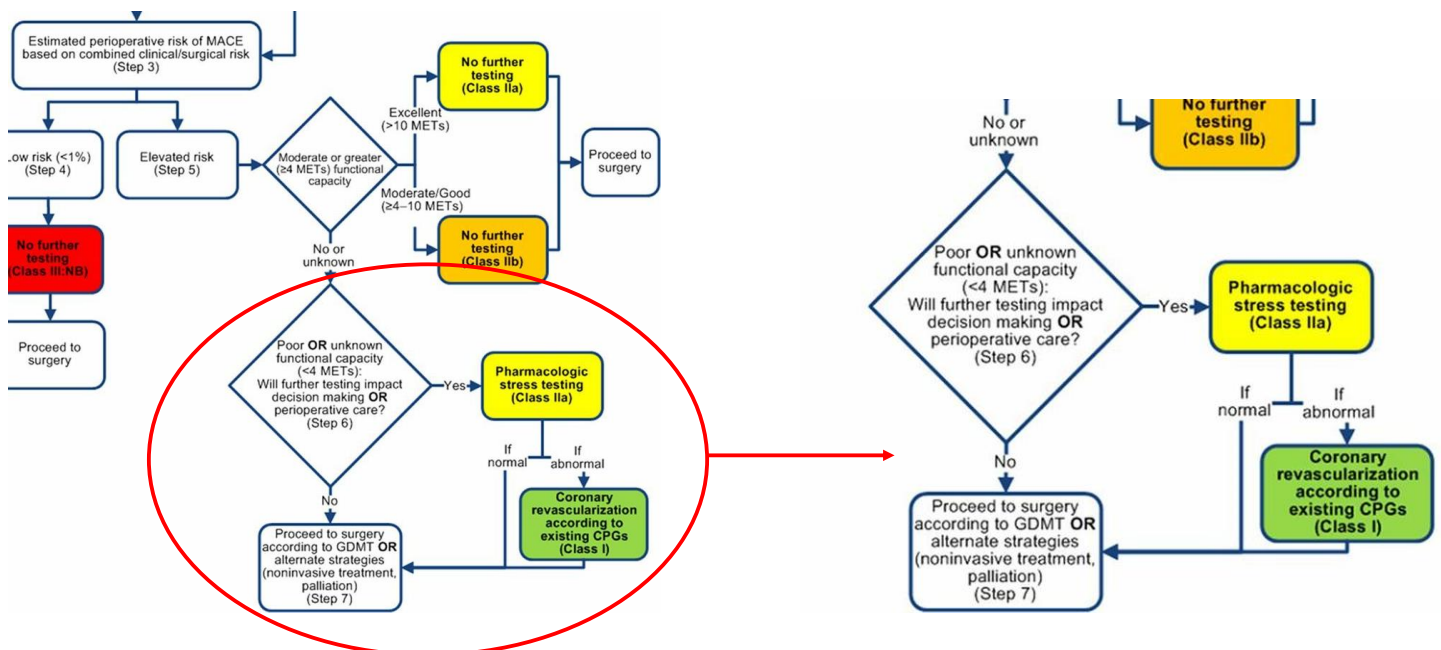 Estimated perioperative risk of MACE
based on combined clinical/surgical risk
(Step 3)
Low risk (<1%)
(Step 4)
Elevated risk
(Step 5)
Moderate or greater
(≥4 METs) functional
capacity
Excellent
(>10 METs)
No further
testing
(Class IIa)
Moderate/Good
(≥4–10 METs)
No further
testing
(Class IIb)
Proceed to
surgery
No further
testing
(Class III:NB)
Proceed to
surgery
No or
unknown
Poor OR unknown
functional capacity
(<4 METs):
Will further testing impact
decision making OR
perioperative care?
(Step 6)
Yes
Pharmacologic
stress testing
(Class IIa)
If
normal
If
abnormal
Coronary
revascularization
according to
existing CPGs
(Class I)
No
Proceed to surgery
according to GDMT OR
alternate strategies
(noninvasive treatment,
palliation)
(Step 7)
No or
unknown
No further
testing
(Class IIb)
Poor OR unknown
functional capacity
(<4 METs):
Will further testing impact
decision making OR
perioperative care?
(Step 6)
Yes
Pharmacologic
stress testing
(Class IIa)
If
normal
If
abnormal
Coronary
revascularization
according to
existing CPGs
(Class I)
No
Proceed to surgery
according to GDMT OR
alternate strategies
(noninvasive treatment,
palliation)
(Step 7)